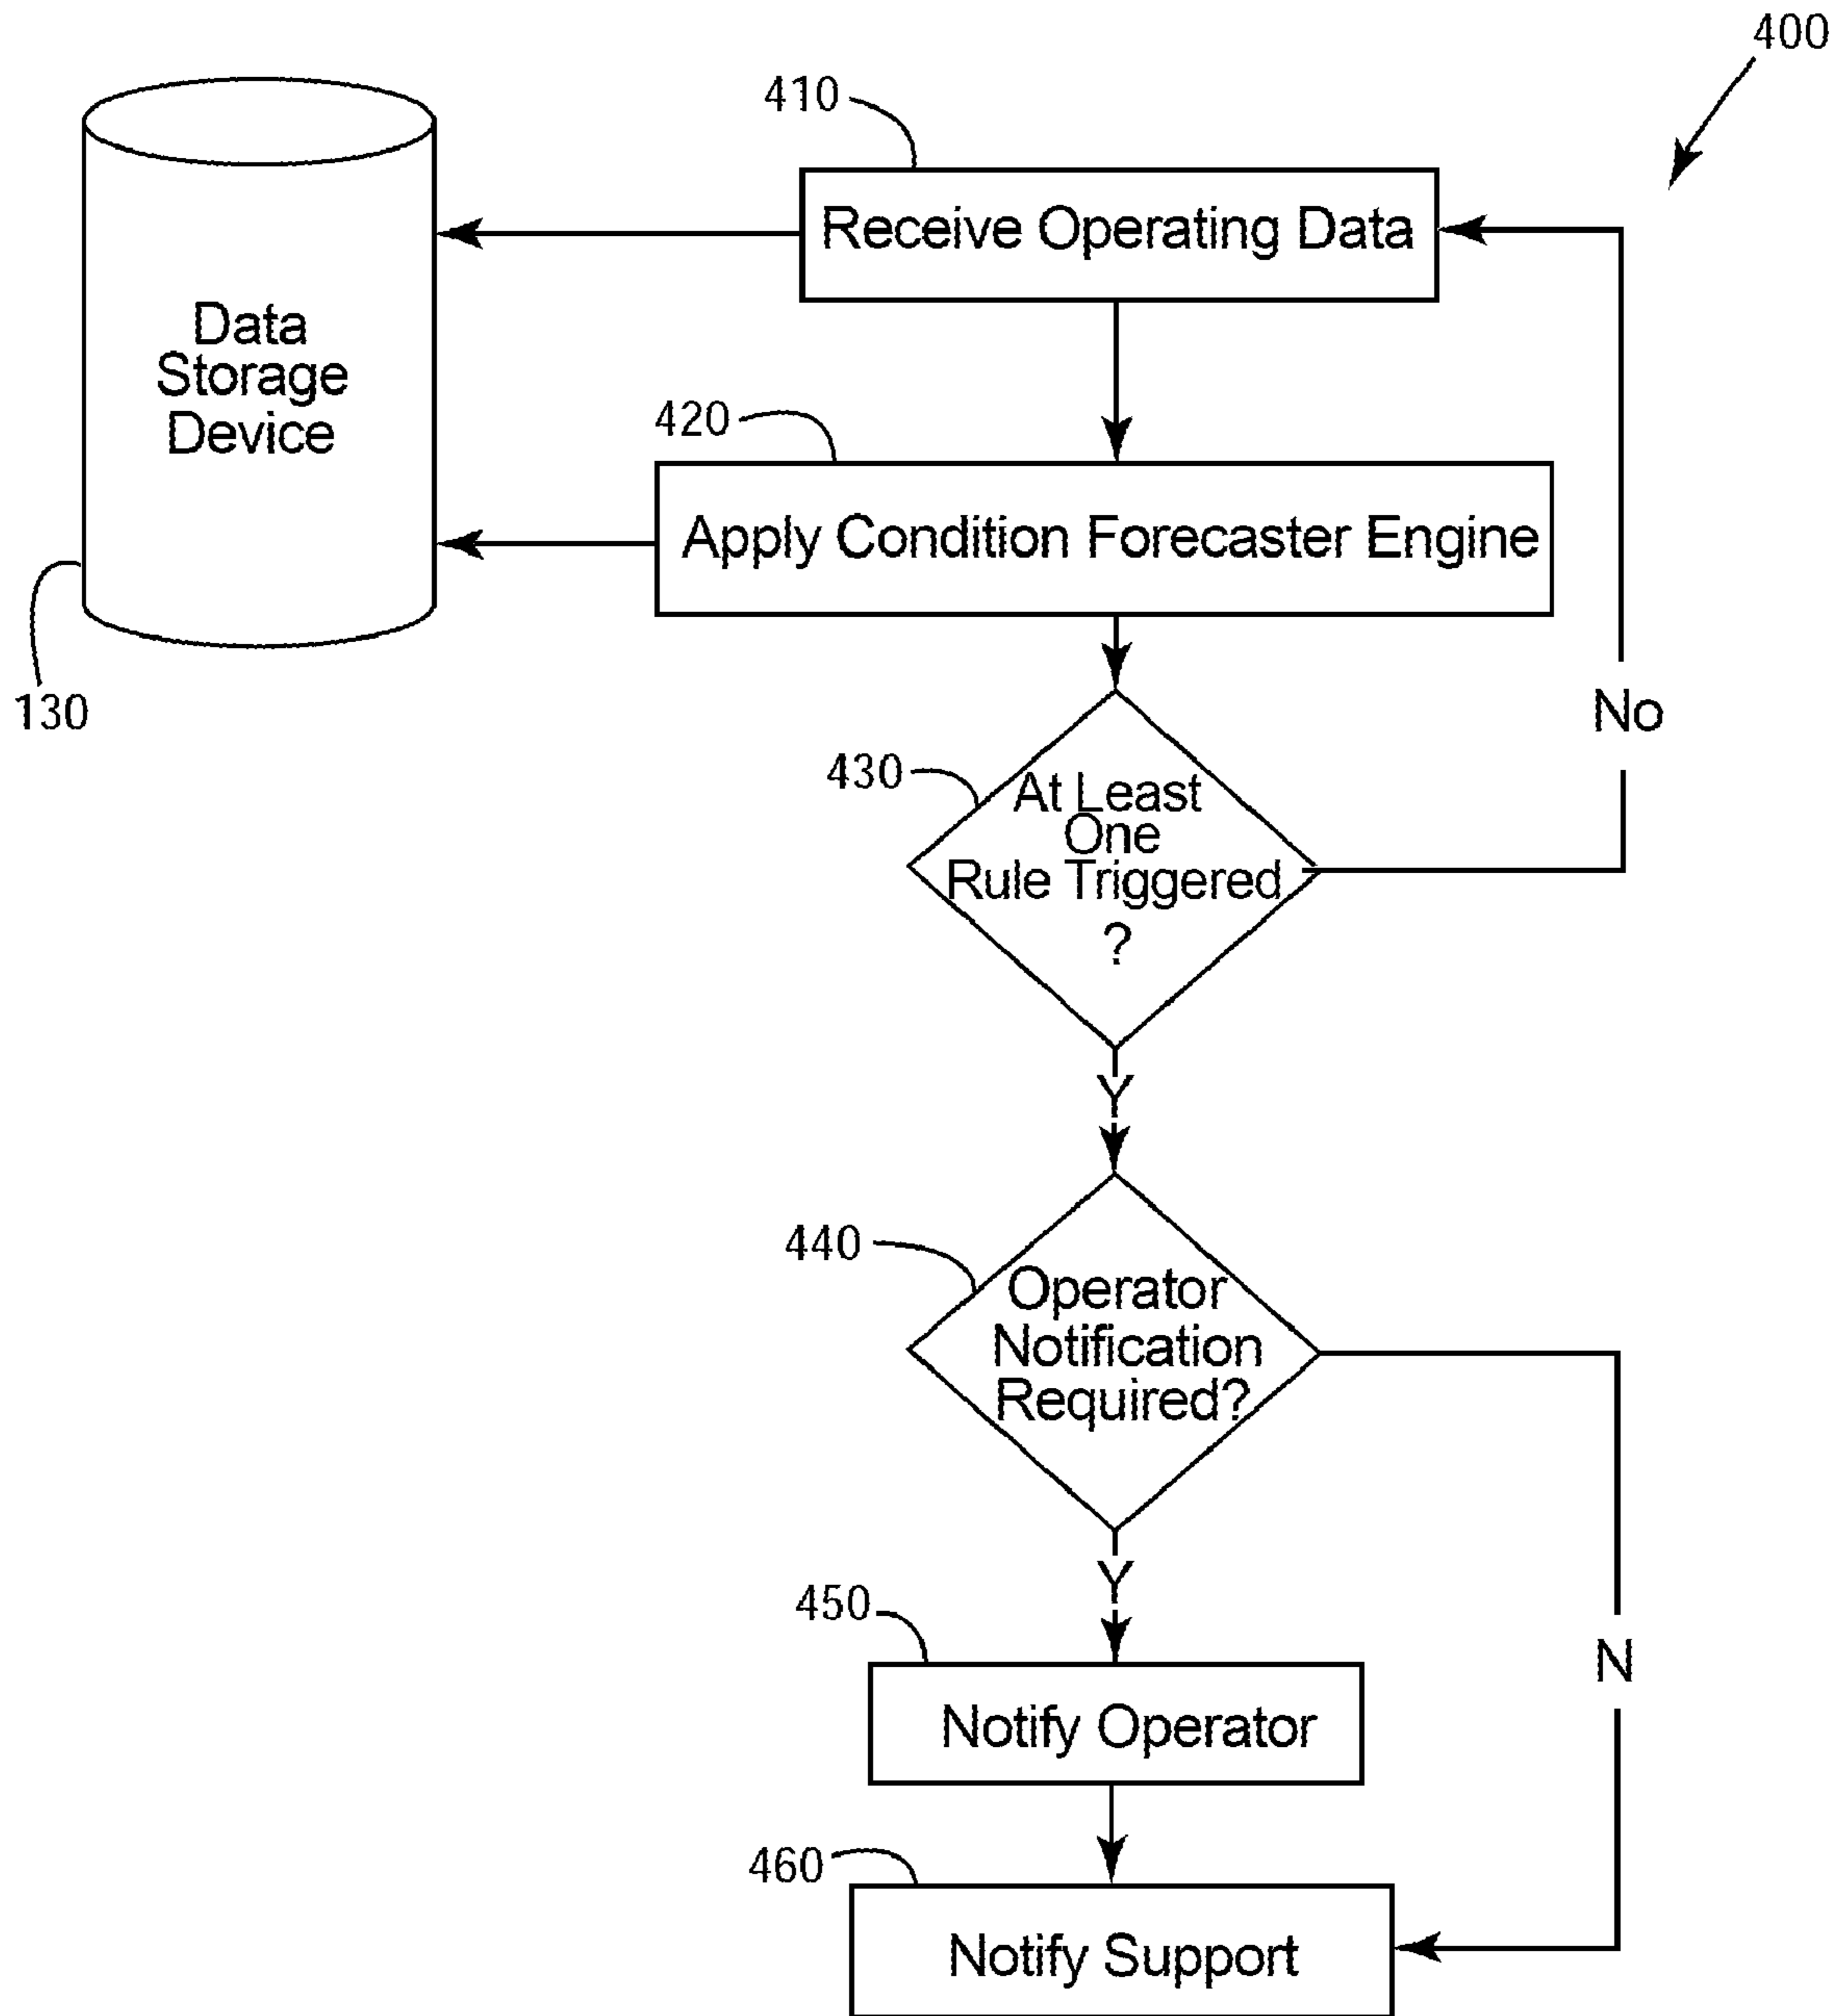 400
410
Receive Operating Data
Data
Storage
Device
420
Apply Condition Forecaster Engine
130
No
430
At Least
One
Rule Triggered
?
Y
440
Operator
Notification
Required?
Y
450
N
Notify Operator
460
Notify Support